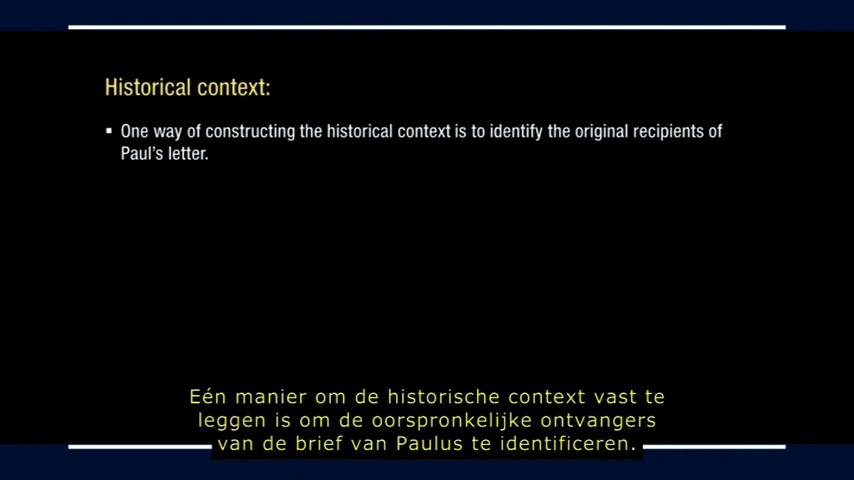 Historical context:
▪ One way of constructing the historical context is to identify the original recipients of
Paul's letter.
Eén manier om de historische context vast te
leggen is om de oorspronkelijke ontvangers
van de brief van Paulus te identificeren.